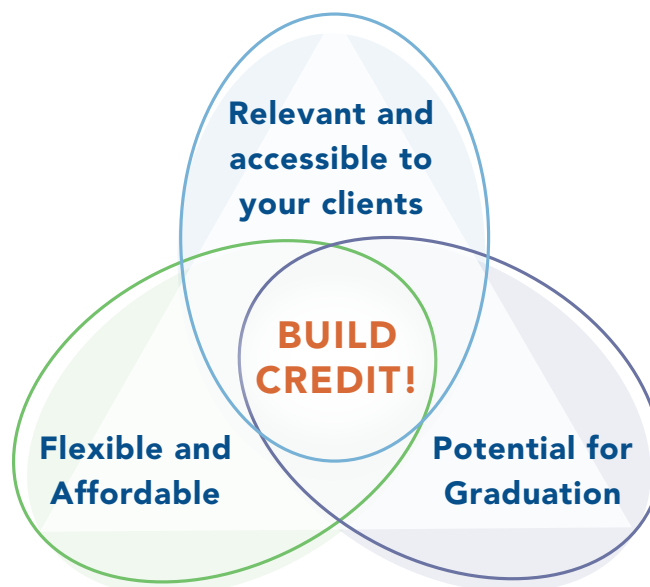 Relevant and
accessible to
your clients
BUILD
CREDIT!
Flexible and
Affordable
Potential for
Graduation